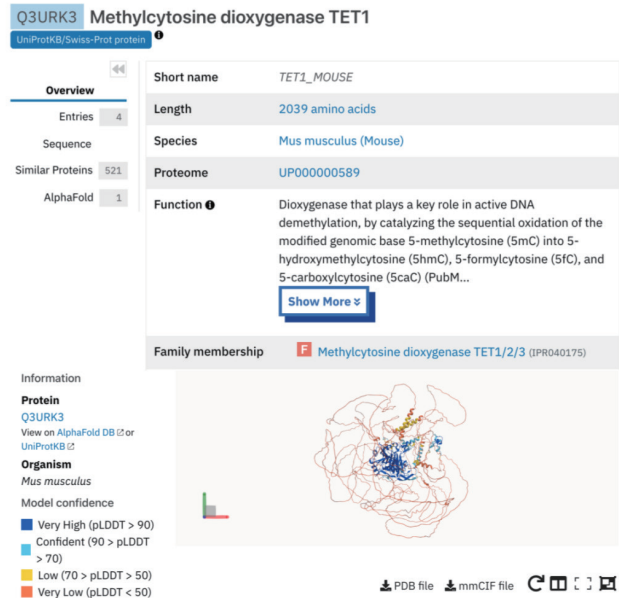 Q3URK3 Methylcytosine dioxygenase TET1
UniProtKB/Swiss-Prot protein
Overview
Entries 4
Sequence
Similar Proteins 521
AlphaFold 1
Short name TET1_MOUSE
Length 2039 amino acids
Species Mus musculus (Mouse)
Proteome UP000000589
Function
Dioxygenase that plays a key role in active DNA
demethylation, by catalyzing the sequential oxidation of the
modified genomic base 5-methylcytosine (5mC) into 5-
hydroxymethylcytosine (5hmC), 5-formylcytosine (5fC), and
5-carboxylcytosine (5caC) (PubM...
Show More
Family membership F Methylcytosine dioxygenase TET1/2/3 (IPR040175)
Information
Protein
Q3URK3
View on AlphaFold DB or
UniProtKB
Organism
Mus musculus
Model confidence
Very High (pLDDT > 90)
Confident (90 > pLDDT
> 70)
Low (70 > pLDDT > 50)
Very Low (pLDDT < 50)
PDB file mmCIF file